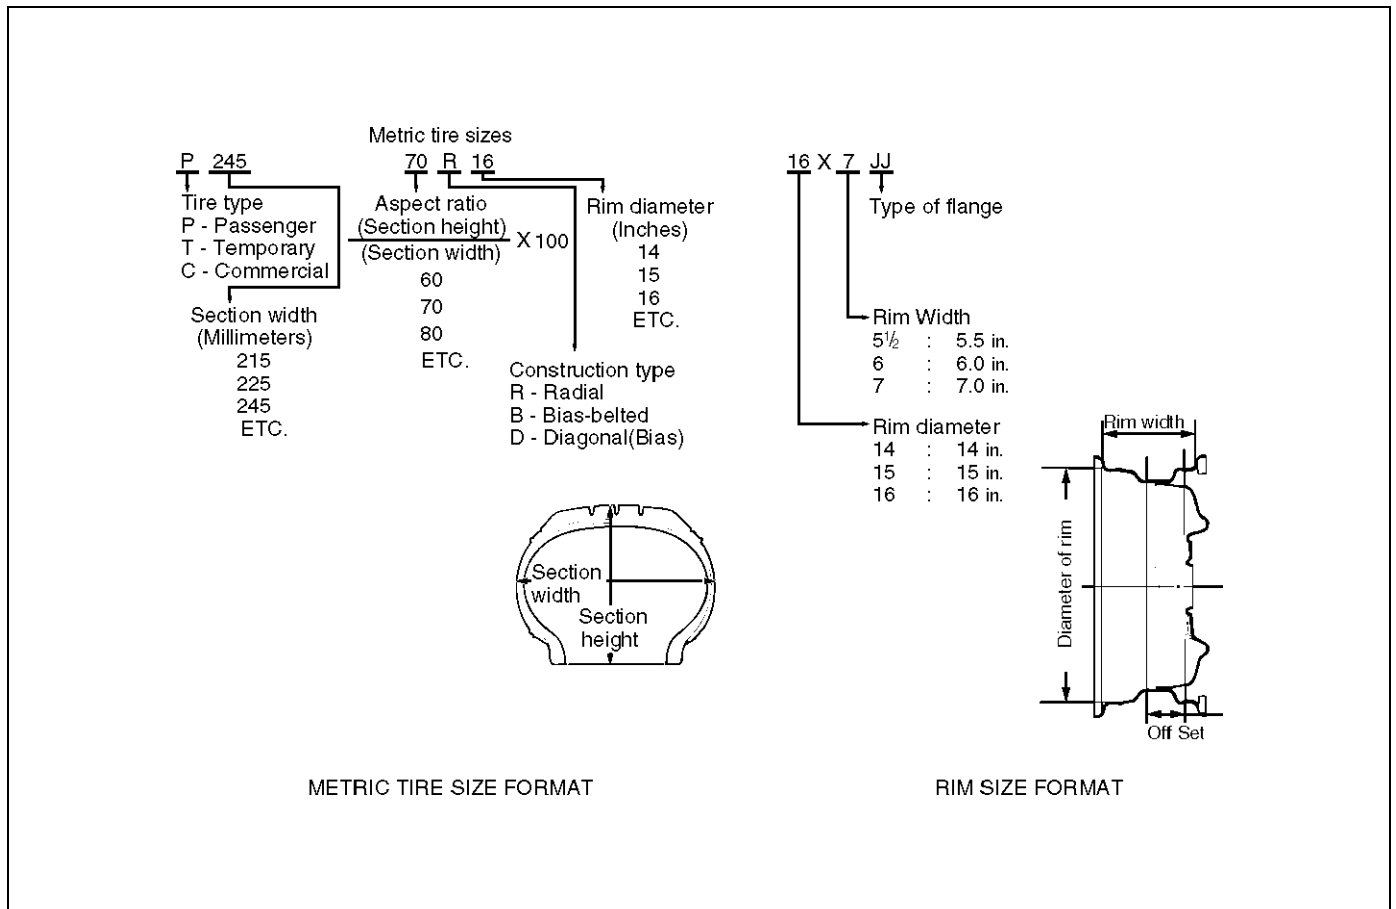 Metric tire sizes
P 245 70 R 16
Tire type
P - Passenger
T - Temporary
C - Commercial
Section width
(Millimeters)
215
225
245
ETC.
Aspect ratio
(Section height)
(Section width)
X 100
60
70
80
ETC.
Rim diameter
(Inches)
14
15
16
ETC.
Construction type
R - Radial
B - Bias-belted
D - Diagonal(Bias)
Section
width
Section
height
METRIC TIRE SIZE FORMAT
16 X 7 JJ
Type of flange
Rim Width
5½ : 5.5 in.
6 : 6.0 in.
7 : 7.0 in.
Rim diameter
14 : 14 in.
15 : 15 in.
16 : 16 in.
Rim width
Diameter of rim
Off Set
RIM SIZE FORMAT